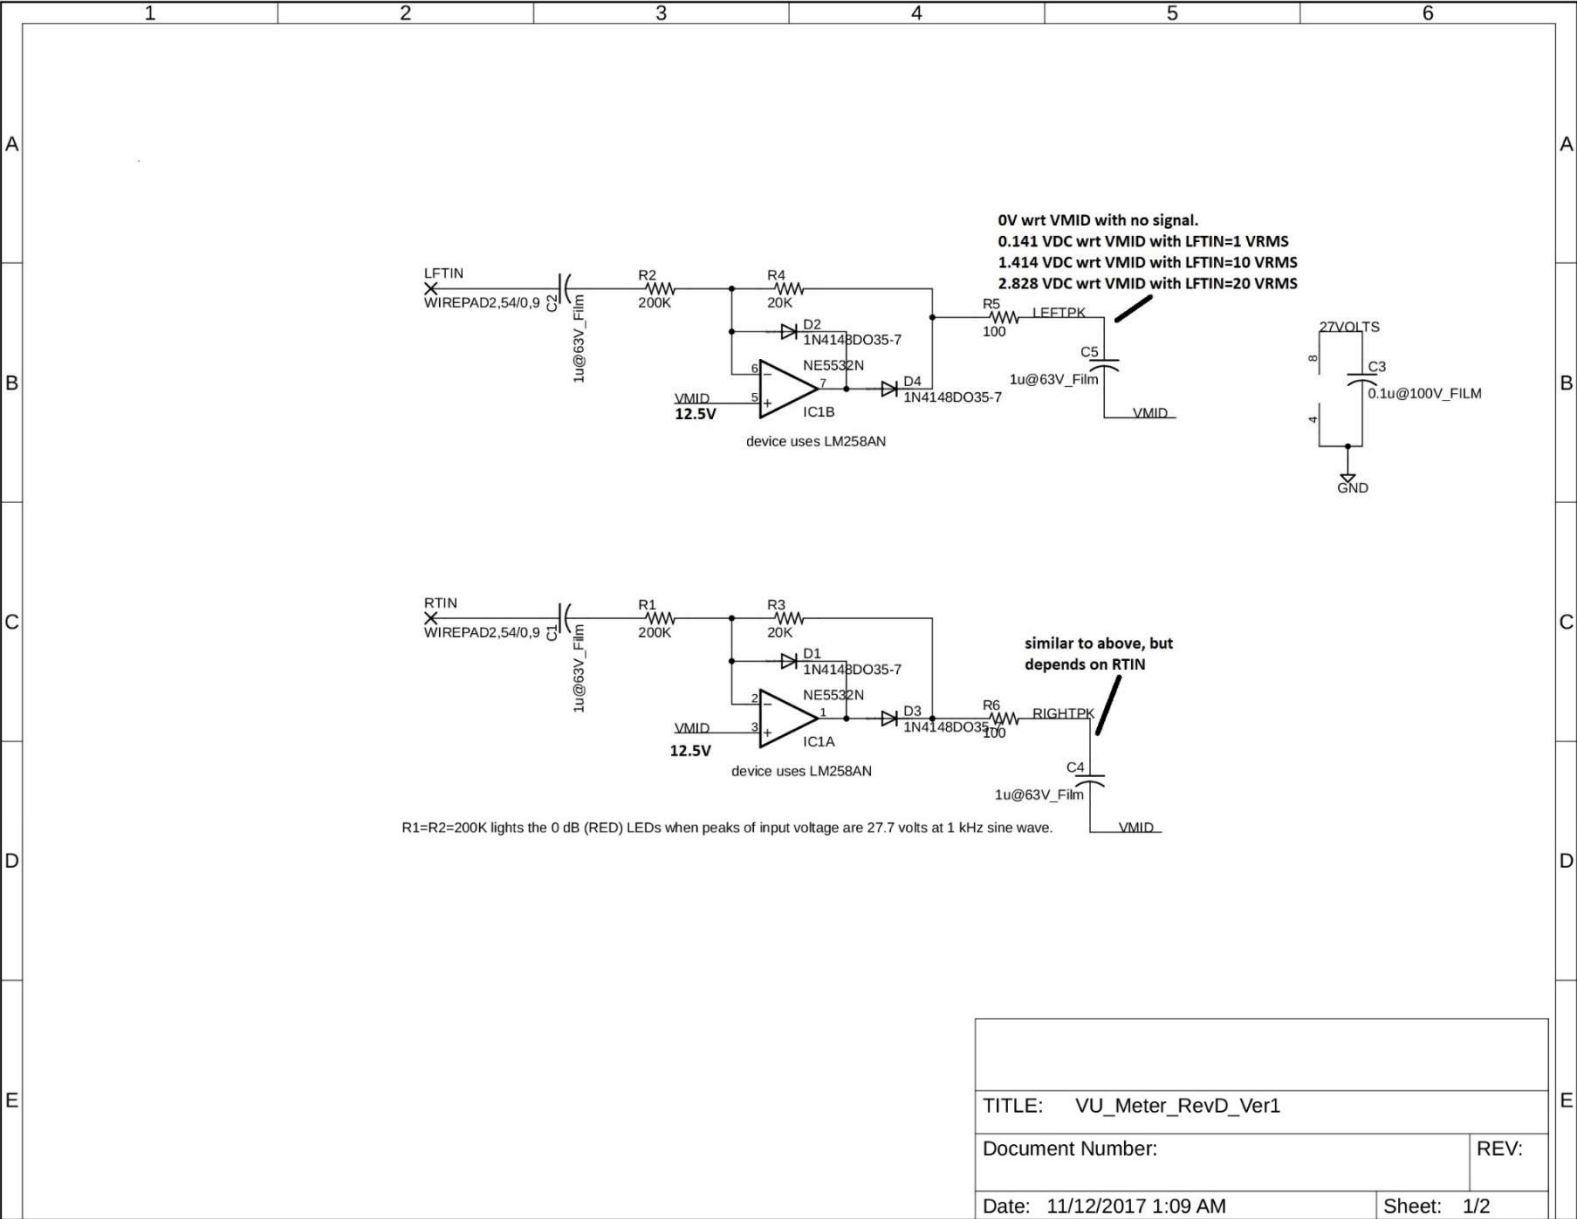 1 2 3 4 5 6
A A
0V wrt VMID with no signal.
0.141 VDC wrt VMID with LFTIN=1 VRMS
1.414 VDC wrt VMID with LFTIN=10 VRMS
2.828 VDC wrt VMID with LFTIN=20 VRMS
LFTIN
WIREPAD2,54/0,9
C2
1u@63V_Film
R2
200K
R4
20K
D2
1N4148DO35-7
NE5532N
6
7
5
VMID
12.5V
IC1B
device uses LM258AN
D4
1N4148DO35-7
R5
100
LEFTPK
C5
1u@63V_Film
VMID
27VOLTS
8
C3
0.1u@100V_FILM
4
GND
B B
RTIN
WIREPAD2,54/0,9
C1
1u@63V_Film
R1
200K
R3
20K
D1
1N4148DO35-7
NE5532N
2
1
3
VMID
12.5V
IC1A
device uses LM258AN
D3
1N4148DO35-7
R6
100
RIGHTPK
similar to above, but
depends on RTIN
C4
1u@63V_Film
VMID
C C
R1=R2=200K lights the 0 dB (RED) LEDs when peaks of input voltage are 27.7 volts at 1 kHz sine wave.
D D
E E
TITLE: VU_Meter_RevD_Ver1
Document Number: REV:
Date: 11/12/2017 1:09 AM Sheet: 1/2